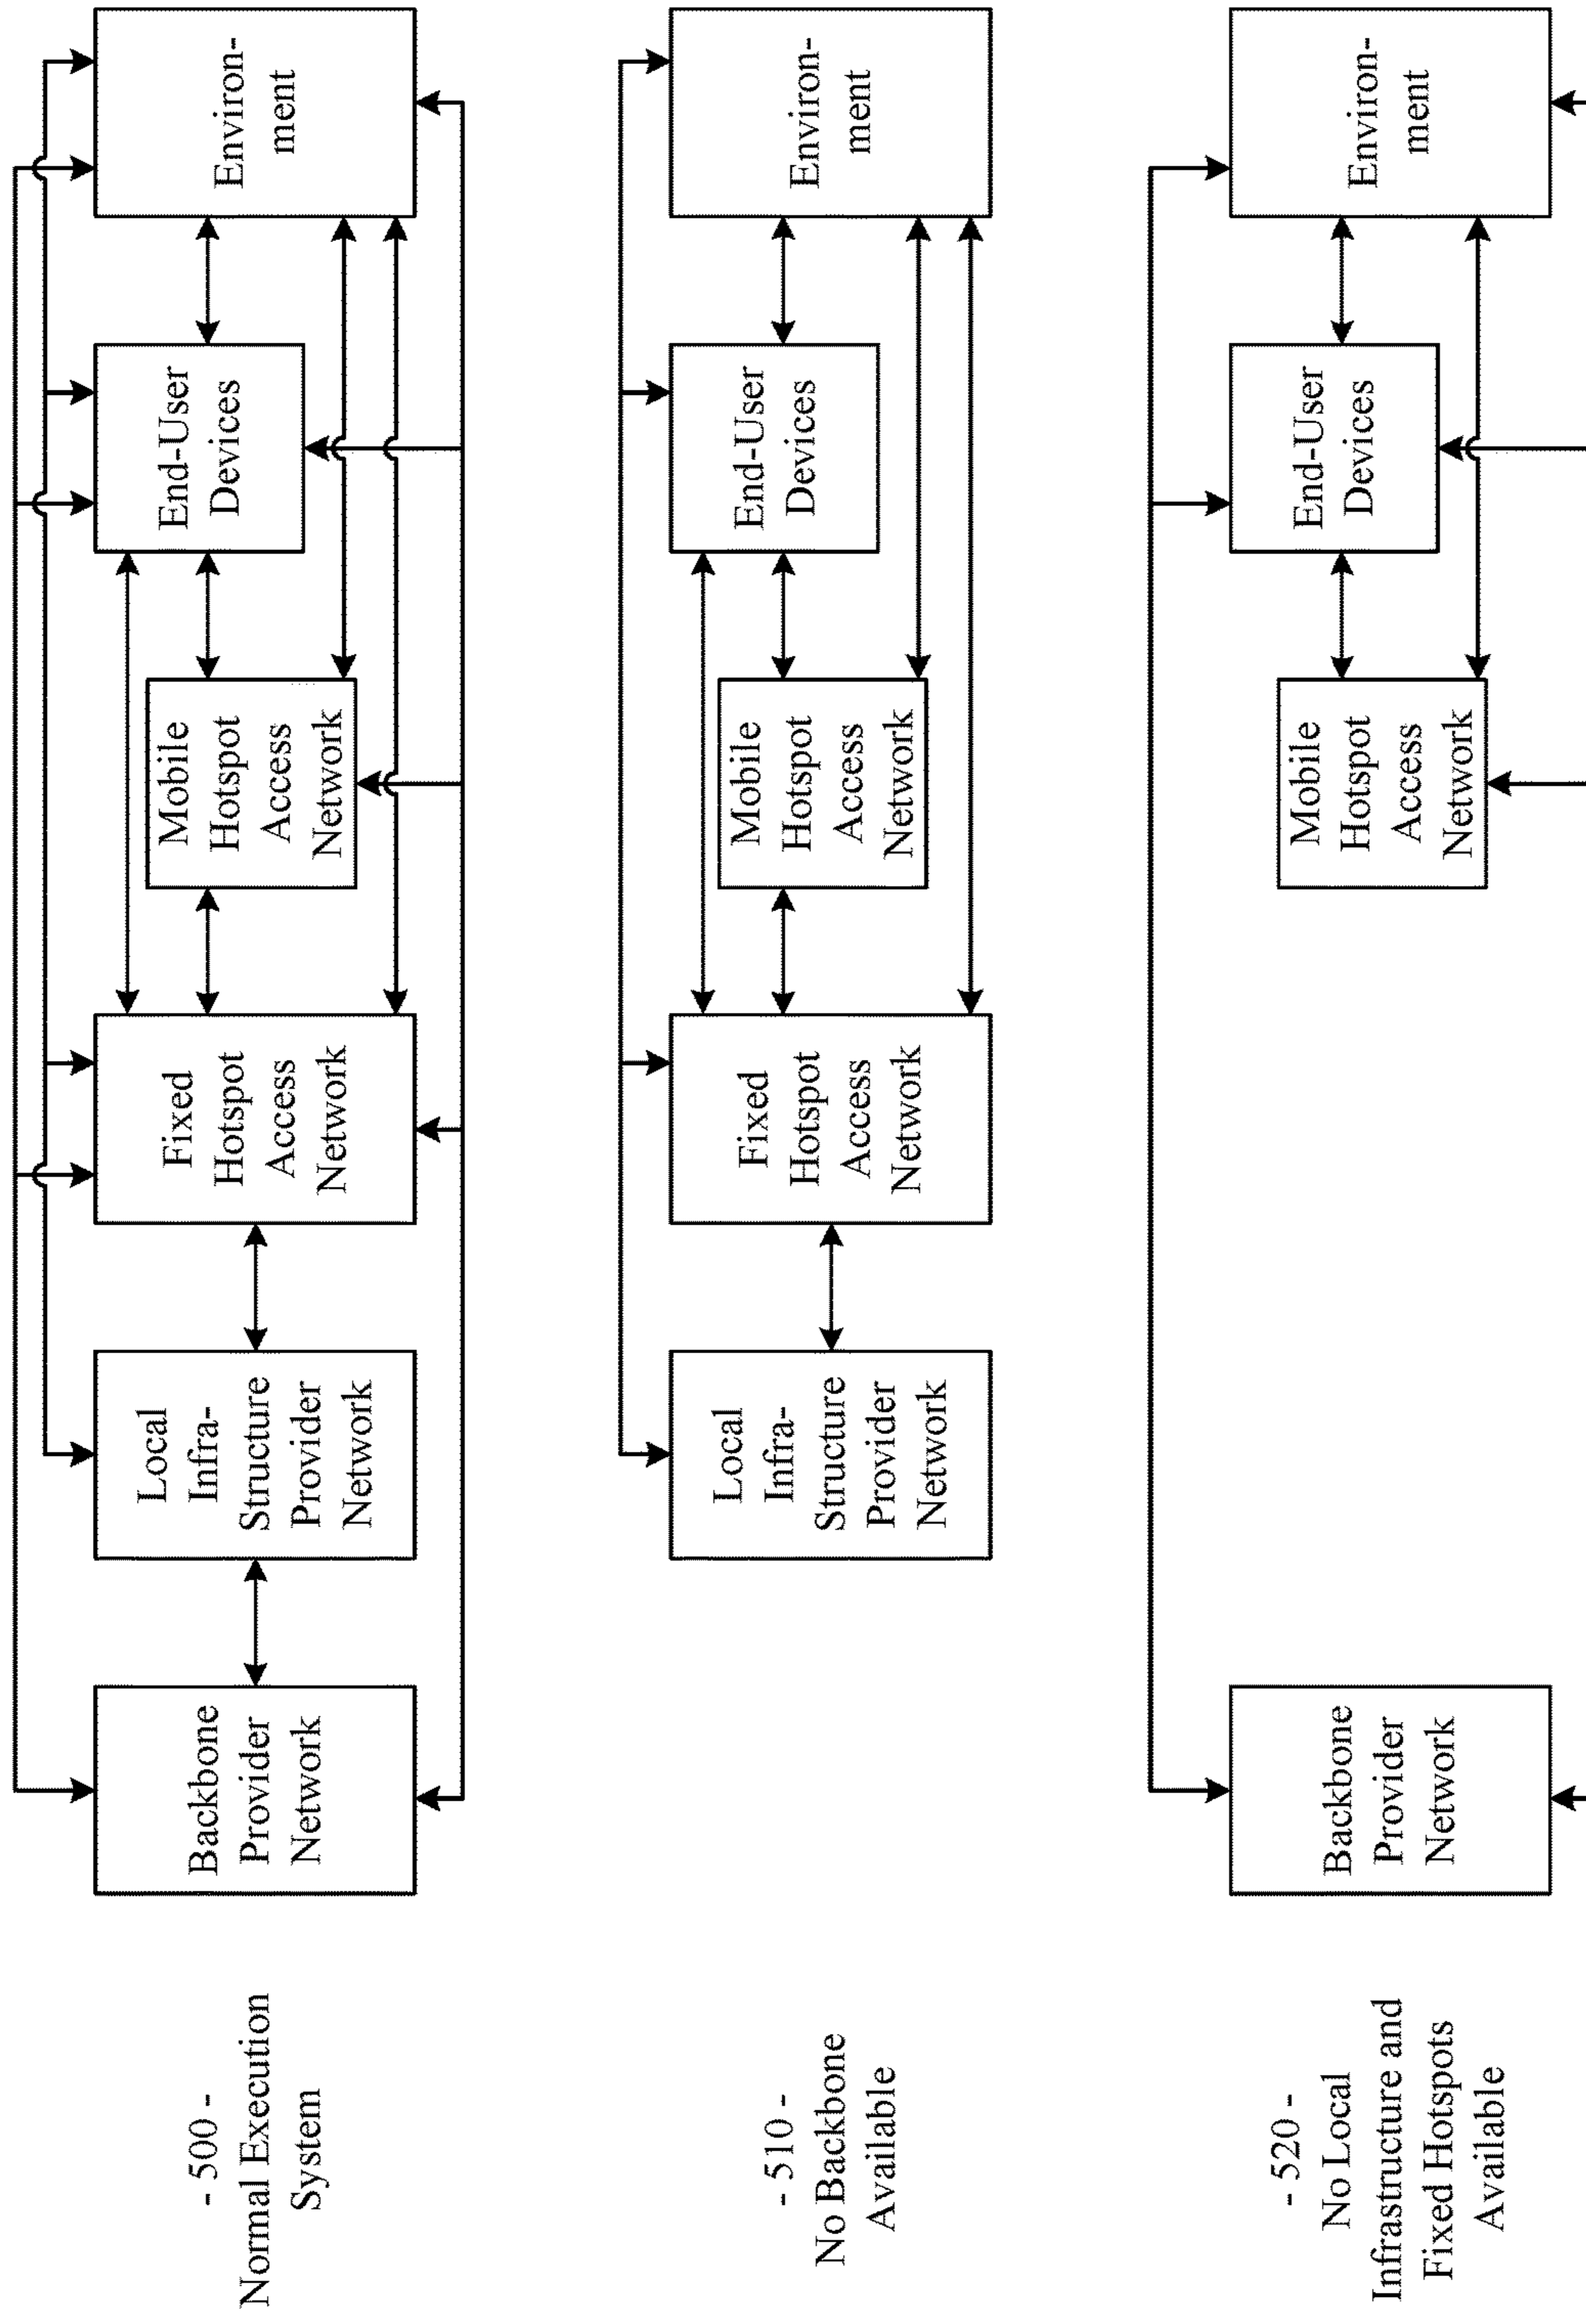 - 500 -
Normal Execution
System
Backbone
Provider
Network
Local
Infra-
Structure
Provider
Network
Fixed
Hotspot
Access
Network
Mobile
Hotspot
Access
Network
End-User
Devices
Environ-
ment
- 510 -
No Backbone
Available
Local
Infra-
Structure
Provider
Network
Fixed
Hotspot
Access
Network
Mobile
Hotspot
Access
Network
End-User
Devices
Environ-
ment
- 520 -
No Local
Infrastructure and
Fixed Hotspots
Available
Backbone
Provider
Network
Mobile
Hotspot
Access
Network
End-User
Devices
Environ-
ment